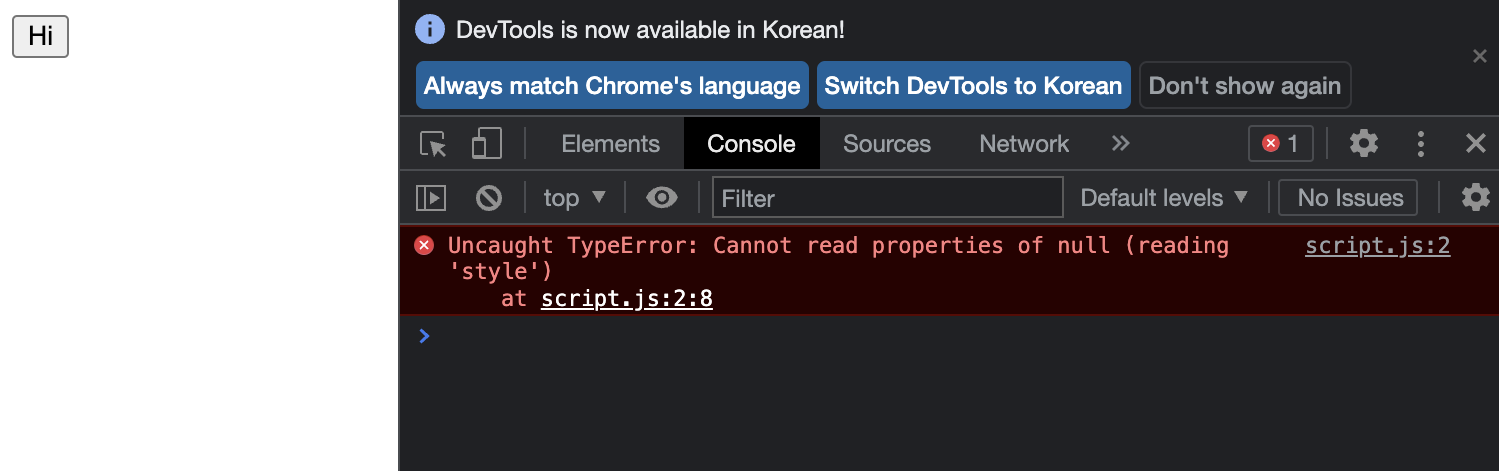 Hi
DevTools is now available in Korean!
Always match Chrome's language Switch DevTools to Korean Don't show again
Elements Console Sources Network 1
top Filter Default levels No Issues
Uncaught TypeError: Cannot read properties of null (reading script.js:2
'style')
at script.js:2:8